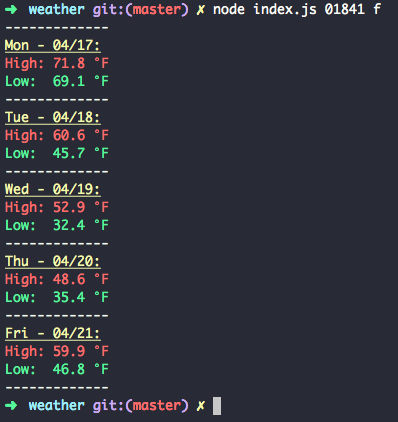 ➜ weather git:(master) ✗ node index.js 01841 f
-------------
Mon - 04/17:
High: 71.8 °F
Low:  69.1 °F
-------------
Tue - 04/18:
High: 60.6 °F
Low:  45.7 °F
-------------
Wed - 04/19:
High: 52.9 °F
Low:  32.4 °F
-------------
Thu - 04/20:
High: 48.6 °F
Low:  35.4 °F
-------------
Fri - 04/21:
High: 59.9 °F
Low:  46.8 °F
-------------
➜ weather git:(master) ✗